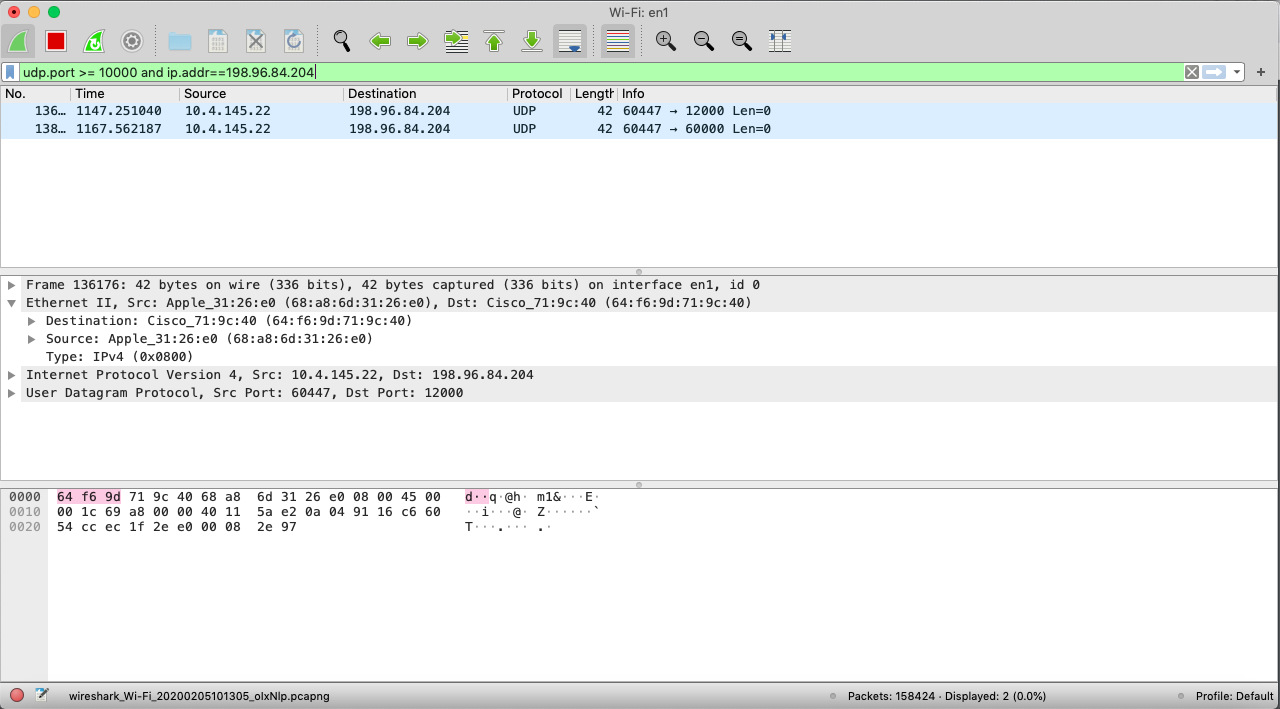 Wi-Fi: en1
udp.port >= 10000 and ip.addr==198.96.84.204
No. Time Source Destination Protocol Length Info
136… 1147.251040 10.4.145.22 198.96.84.204 UDP 42 60447 → 12000 Len=0
138… 1167.562187 10.4.145.22 198.96.84.204 UDP 42 60447 → 60000 Len=0
Frame 136176: 42 bytes on wire (336 bits), 42 bytes captured (336 bits) on interface en1, id 0
Ethernet II, Src: Apple_31:26:e0 (68:a8:6d:31:26:e0), Dst: Cisco_71:9c:40 (64:f6:9d:71:9c:40)
Destination: Cisco_71:9c:40 (64:f6:9d:71:9c:40)
Source: Apple_31:26:e0 (68:a8:6d:31:26:e0)
Type: IPv4 (0x0800)
Internet Protocol Version 4, Src: 10.4.145.22, Dst: 198.96.84.204
User Datagram Protocol, Src Port: 60447, Dst Port: 12000
0000 64 f6 9d 71 9c 40 68 a8 6d 31 26 e0 08 00 45 00 d··q·@h· m1&···E·
0010 00 1c 69 a8 00 00 40 11 5a e2 0a 04 91 16 c6 60 ··i···@· Z······`
0020 54 cc ec 1f 2e e0 00 08 2e 97 T···.··· .·
wireshark_Wi-Fi_20200205101305_olxNlp.pcapng Packets: 158424 · Displayed: 2 (0.0%) Profile: Default